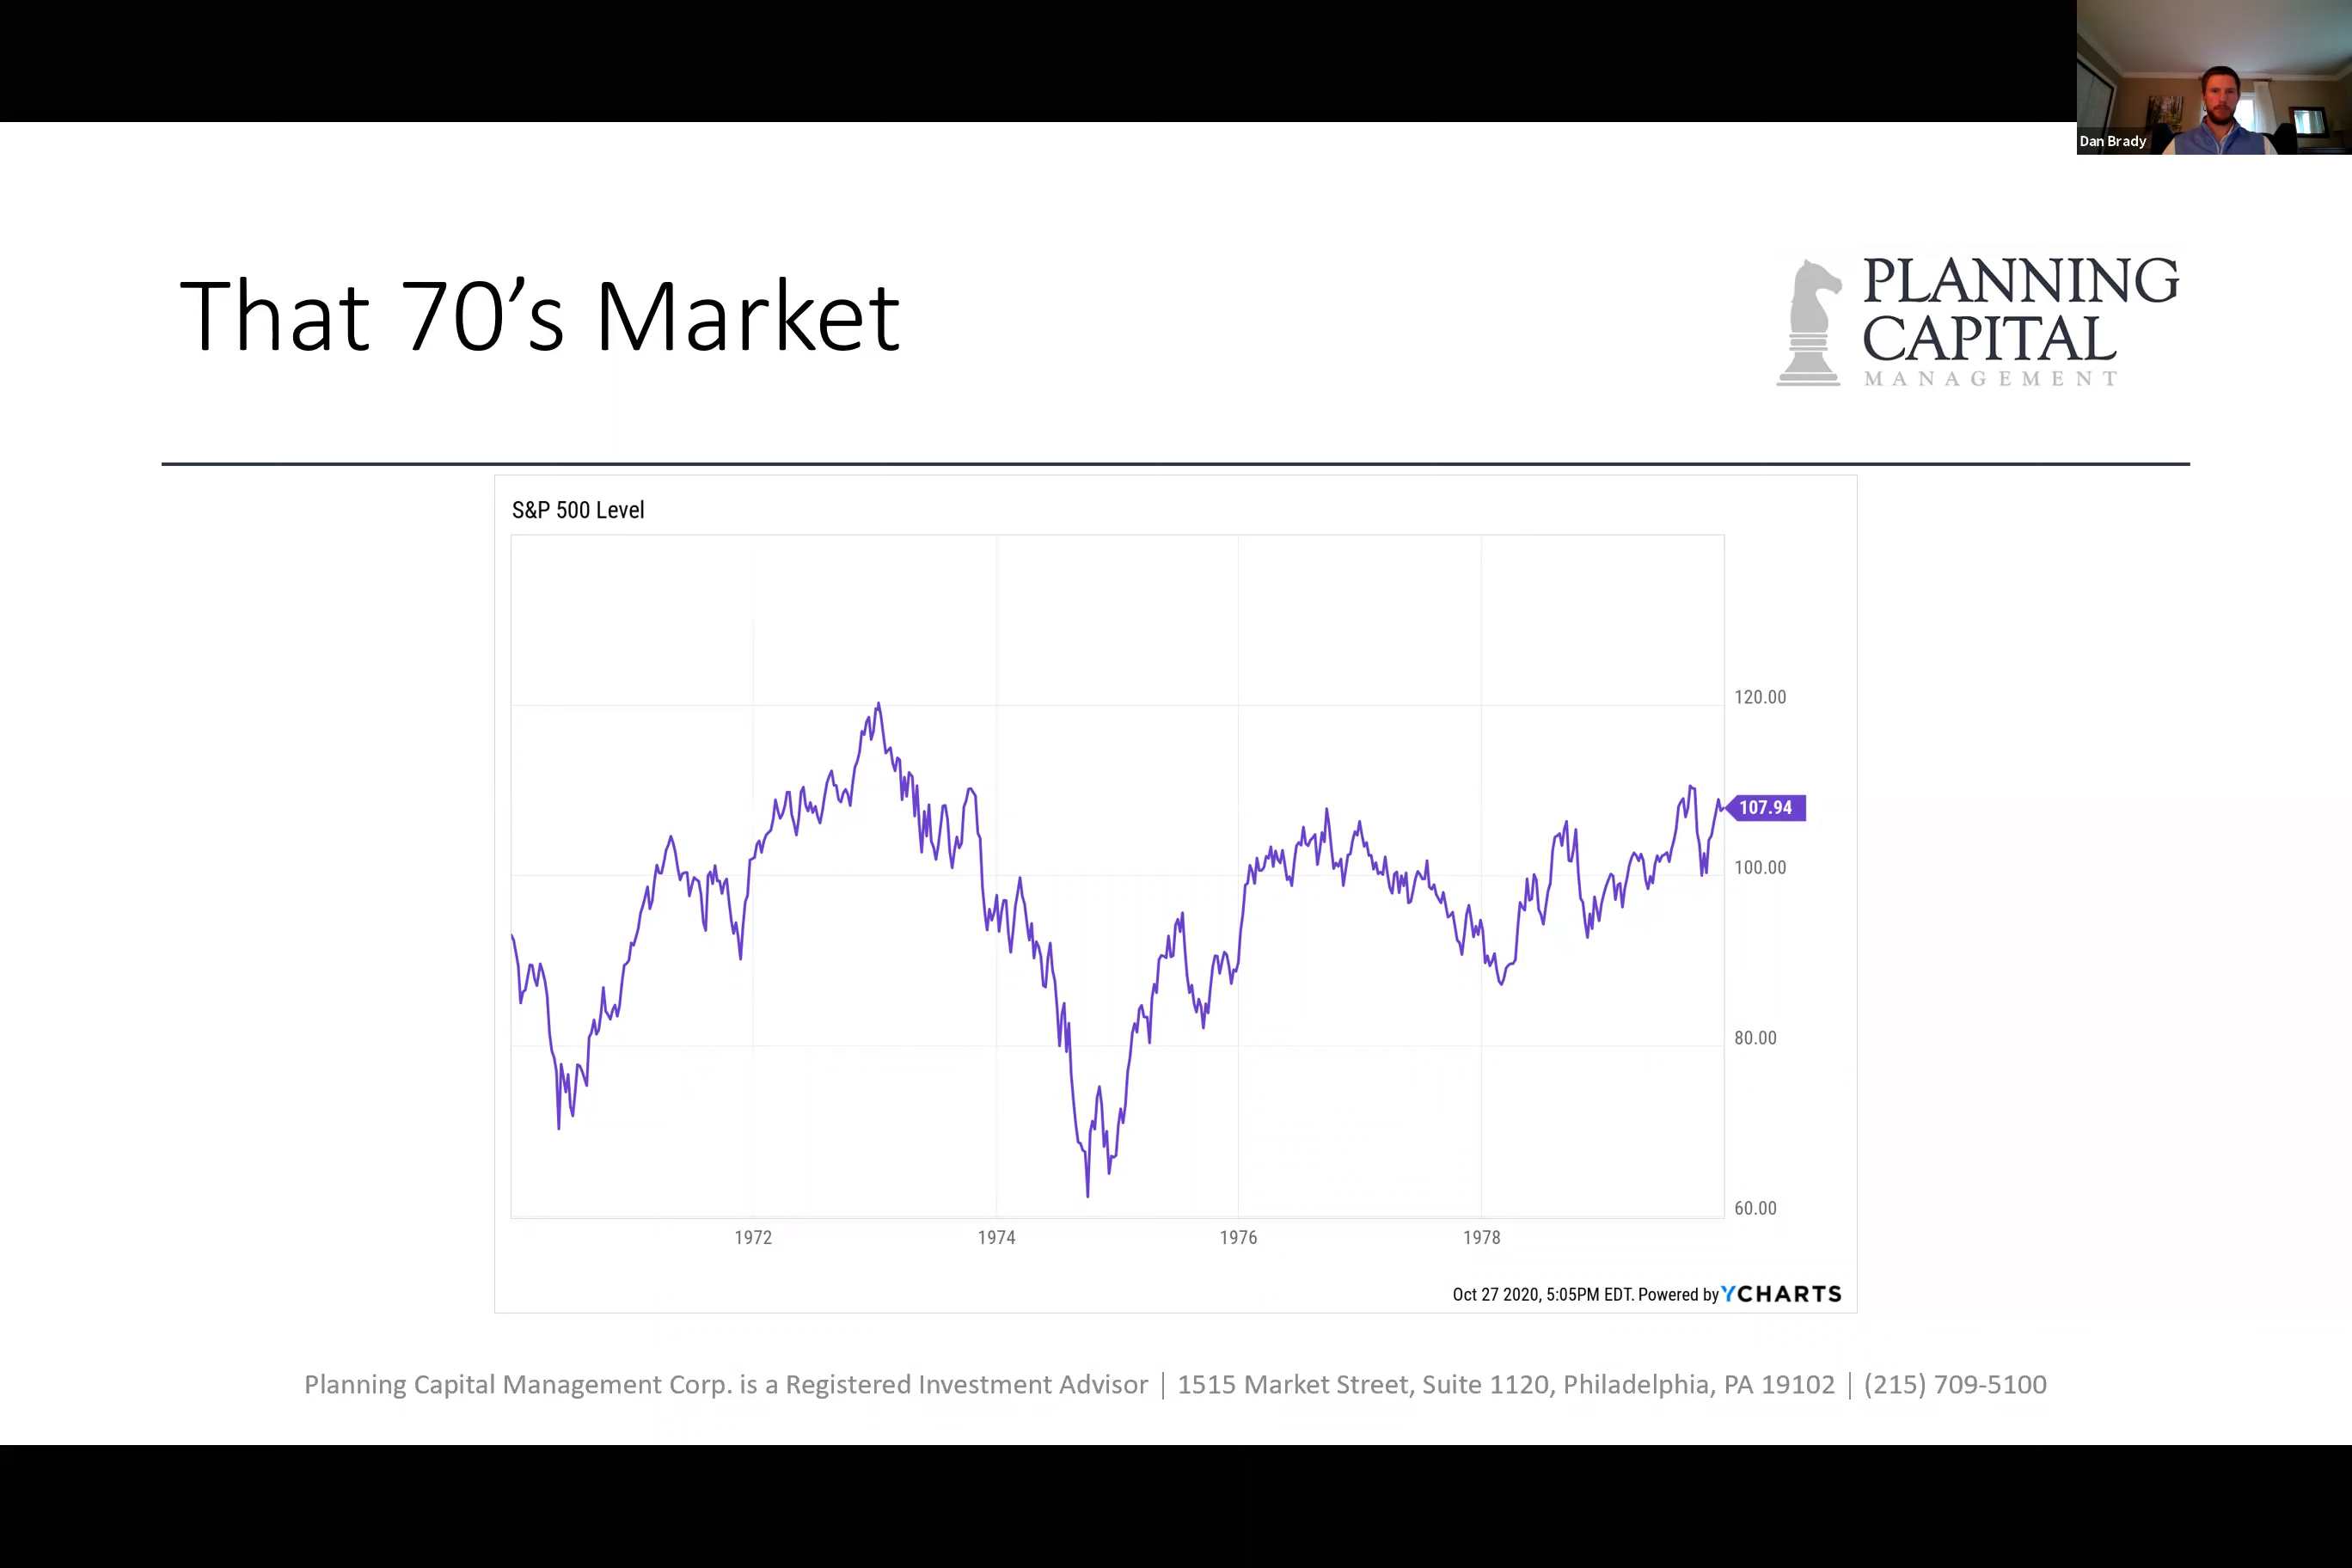 Dan Brady
That 70’s Market
PLANNING
CAPITAL
MANAGEMENT
S&P 500 Level
120.00
107.94
100.00
80.00
60.00
1972 1974 1976 1978
Oct 27 2020, 5:05PM EDT. Powered by YCHARTS
Planning Capital Management Corp. is a Registered Investment Advisor | 1515 Market Street, Suite 1120, Philadelphia, PA 19102 | (215) 709-5100